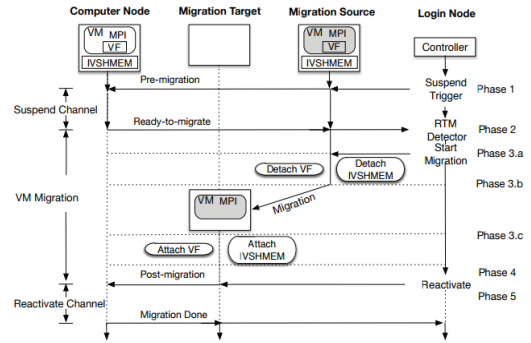 Computer Node Migration Target Migration Source Login Node
VM MPI
VF
IVSHMEM
VM MPI
VF
IVSHMEM
Controller
Pre-migration
Suspend
Trigger
Phase 1
Suspend Channel
Ready-to-migrate
RTM
Detector
Phase 2
Start
Migration
Phase 3.a
Detach VF
Detach
IVSHMEM
Phase 3.b
VM Migration
VM MPI
Migration
Phase 3.c
Attach VF
Attach
IVSHMEM
Post-migration
Reactivate
Phase 4
Phase 5
Reactivate Channel
Migration Done